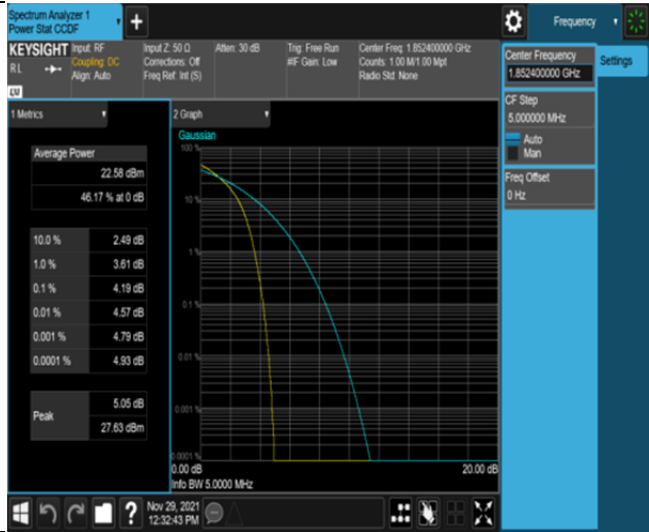 Spectrum Analyzer 1
Power Stat CCDF
Frequency
KEYSIGHT
RL
LXI
Input: RF
Coupling: DC
Align: Auto
Input Z: 50 Ω
Corrections: Off
Freq Ref: Int (S)
Atten: 30 dB
Trig: Free Run
#IF Gain: Low
Center Freq: 1.852400000 GHz
Counts: 1.00 M/1.00 Mpt
Radio Std: None
Center Frequency
1.852400000 GHz
Settings
CF Step
5.000000 MHz
Auto
Man
Freq Offset
0 Hz
1 Metrics
Average Power
22.58 dBm
46.17 % at 0 dB
10.0 % 2.49 dB
1.0 % 3.61 dB
0.1 % 4.19 dB
0.01 % 4.57 dB
0.001 % 4.79 dB
0.0001 % 4.93 dB
Peak
5.05 dB
27.63 dBm
2 Graph
Gaussian
100 %
10 %
1 %
0.1 %
0.01 %
0.001 %
0.0001 %
0.00 dB
20.00 dB
Info BW 5.0000 MHz
?
Nov 29, 2021
12:32:43 PM